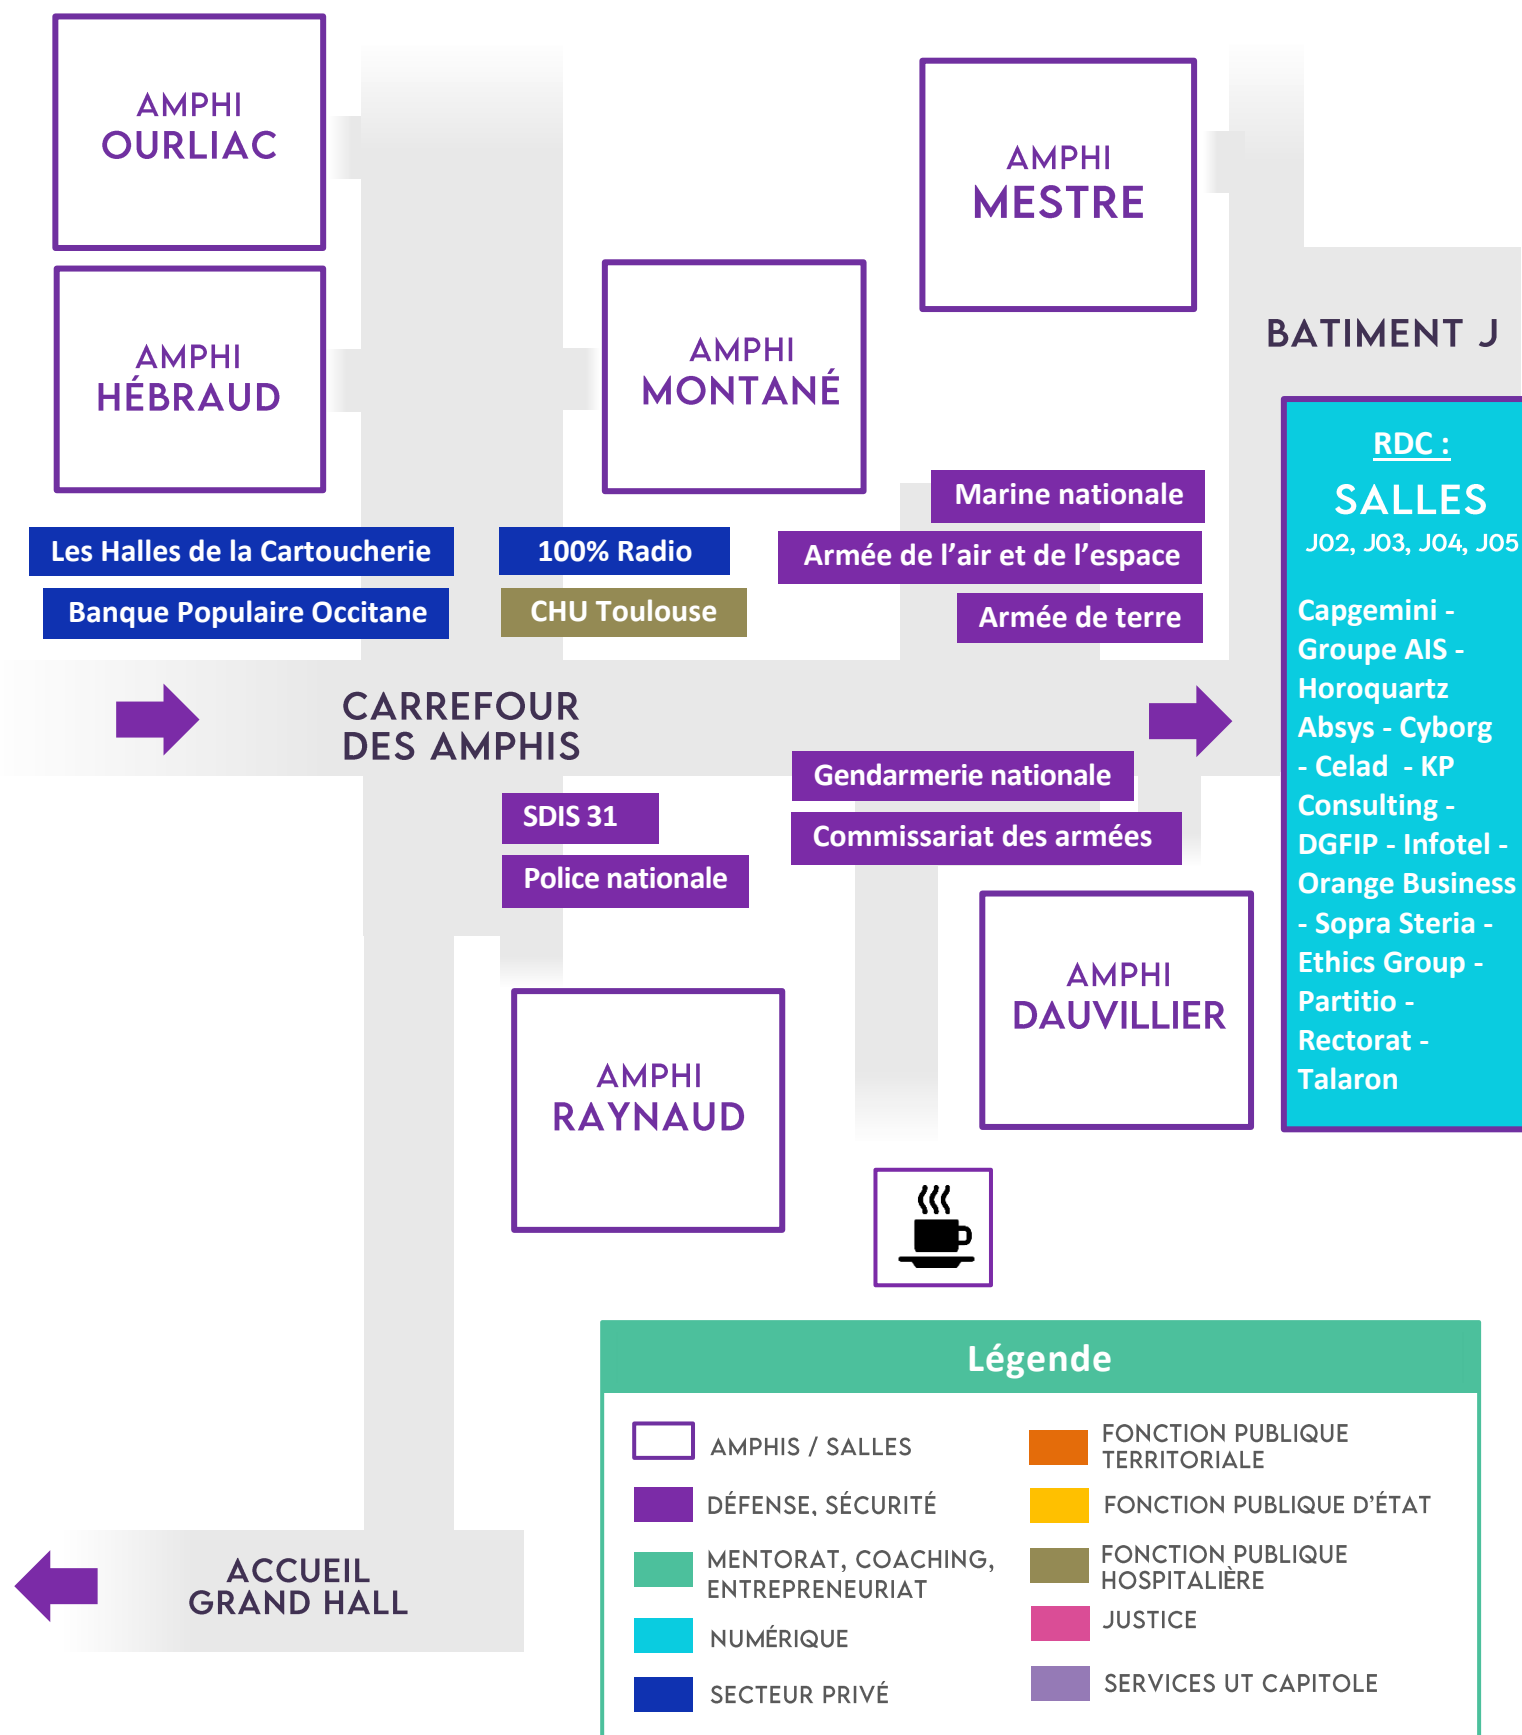 AMPHI
OURLIAC
AMPHI
MESTRE
AMPHI
HÉBRAUD
AMPHI
MONTANÉ
BATIMENT J
Les Halles de la Cartoucherie
Banque Populaire Occitane
100% Radio
CHU Toulouse
Marine nationale
Armée de l’air et de l’espace
Armée de terre
RDC :
SALLES
J02, J03, J04, J05
Capgemini -
Groupe AIS -
Horoquartz
Absys - Cyborg
- Celad - KP
Consulting -
DGFIP - Infotel -
Orange Business
- Sopra Steria -
Ethics Group -
Partitio -
Rectorat -
Talaron
CARREFOUR
DES AMPHIS
Gendarmerie nationale
Commissariat des armées
SDIS 31
Police nationale
AMPHI
DAUVILLIER
AMPHI
RAYNAUD
ACCUEIL
GRAND HALL
Légende
AMPHIS / SALLES
DÉFENSE, SÉCURITÉ
MENTORAT, COACHING,
ENTREPRENEURIAT
NUMÉRIQUE
SECTEUR PRIVÉ
FONCTION PUBLIQUE
TERRITORIALE
FONCTION PUBLIQUE D’ÉTAT
FONCTION PUBLIQUE
HOSPITALIÈRE
JUSTICE
SERVICES UT CAPITOLE